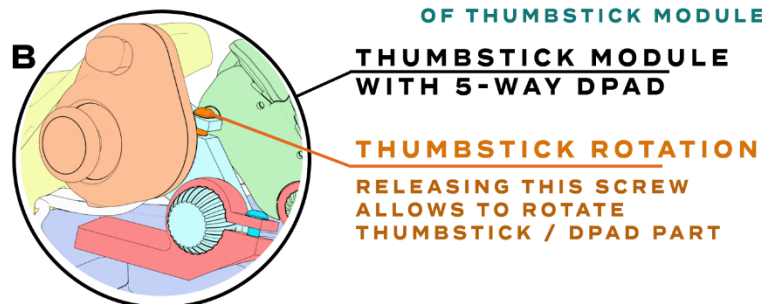 OF THUMBSTICK MODULE
B
THUMBSTICK MODULE
WITH 5-WAY DPAD
THUMBSTICK ROTATION
RELEASING THIS SCREW
ALLOWS TO ROTATE
THUMBSTICK / DPAD PART